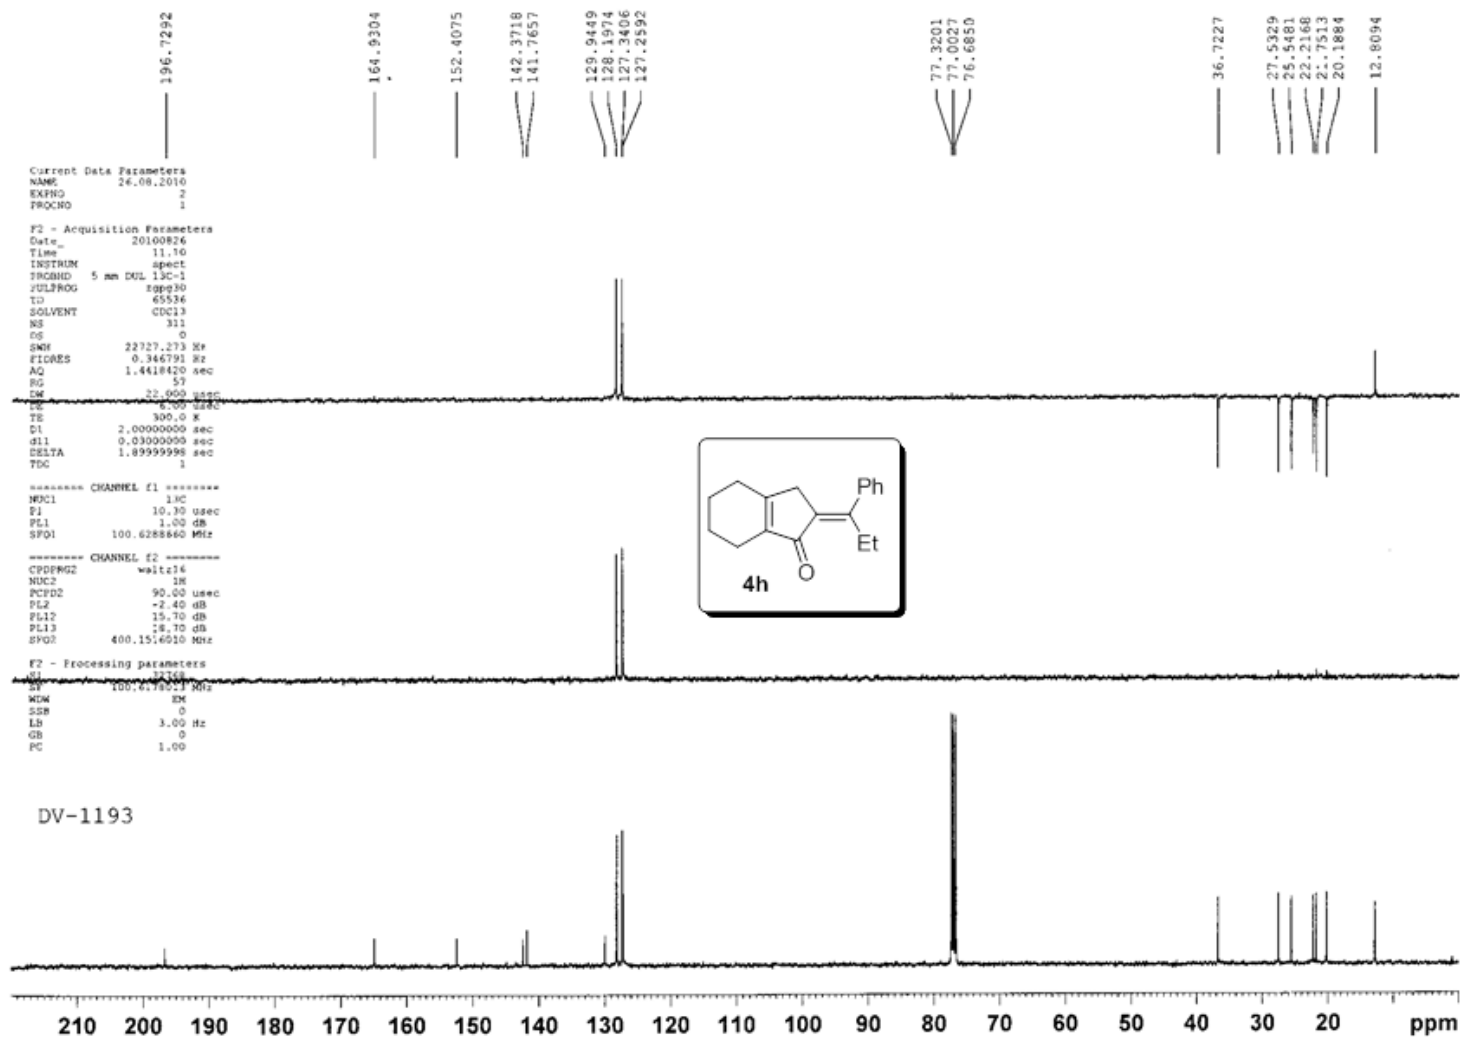 196.7292
164.9304
152.4075
142.3718
141.7657
129.9449
128.1974
127.3406
127.2592
77.3201
77.0027
76.6850
36.7227
27.5329
25.5481
22.2168
21.7513
20.1884
12.8094
Current Data Parameters
NAME 26.08.2010
EXPNO 2
PROCNO 1
F2 - Acquisition Parameters
Date_ 20100826
Time 11.10
INSTRUM spect
PROBHD 5 mm DUL 13C-1
PULPROG zgpg30
TD 65536
SOLVENT CDCl3
NS 311
DS 0
SWH 22727.273 Hz
FIDRES 0.346791 Hz
AQ 1.4418420 sec
RG 57
DW 22.000 usec
DE 6.00 usec
TE 300.0 K
D1 2.00000000 sec
d11 0.03000000 sec
DELTA 1.89999998 sec
TD0 1
======== CHANNEL f1 ========
NUC1 13C
P1 10.30 usec
PL1 1.00 dB
SFO1 100.6288660 MHz
======== CHANNEL f2 ========
CPDPRG2 waltz16
NUC2 1H
PCPD2 90.00 usec
PL2 -2.40 dB
PL12 15.70 dB
PL13 18.70 dB
SFO2 400.1516010 MHz
F2 - Processing parameters
SI 32768
SF MHz
WDW EM
SSB 0
LB 3.00 Hz
GB 0
PC 1.00
Ph
Et
O
4h
DV-1193
210 200 190 180 170 160 150 140 130 120 110 100 90 80 70 60 50 40 30 20 ppm